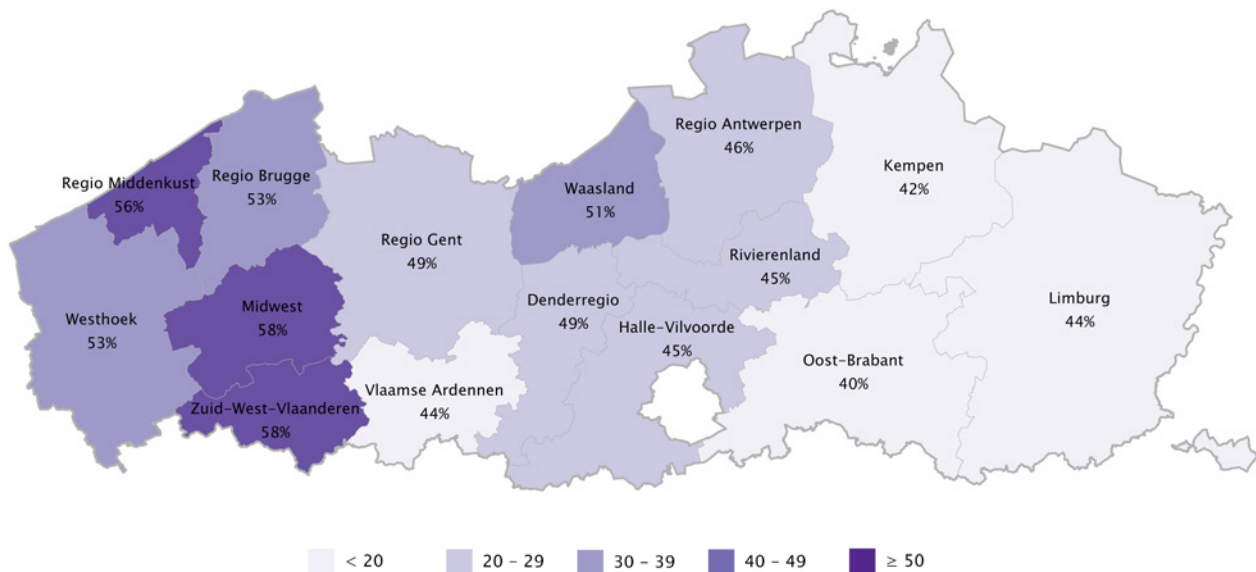 Regio Middenkust
56%
Regio Brugge
53%
Westhoek
53%
Midwest
58%
Zuid-West-Vlaanderen
58%
Regio Gent
49%
Vlaamse Ardennen
44%
Waasland
51%
Denderregio
49%
Regio Antwerpen
46%
Rivierenland
45%
Halle-Vilvoorde
45%
Kempen
42%
Oost-Brabant
40%
Limburg
44%
< 20
20 – 29
30 – 39
40 – 49
≥ 50